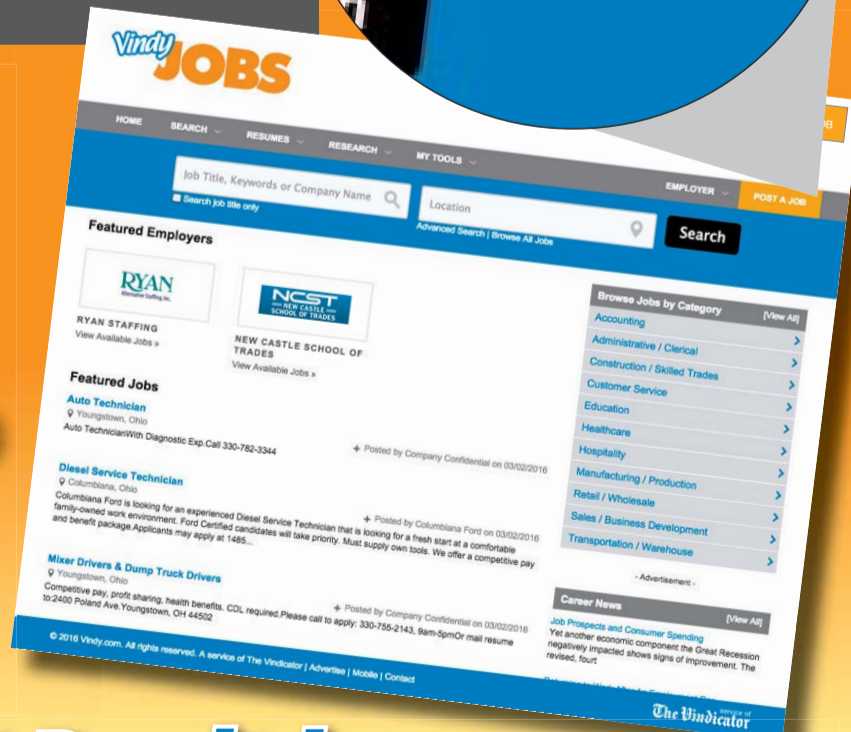 Vindy
JOBS
HOME
SEARCH
RESUMES
RESEARCH
MY TOOLS
EMPLOYER
POST A JOB
Job Title, Keywords or Company Name
Location
Search
Search job title only
Advanced Search | Browse All Jobs
Featured Employers
RYAN
Alternative Staffing, Inc.
RYAN STAFFING
View Available Jobs »
NCST
NEW CASTLE
SCHOOL OF TRADES
NEW CASTLE SCHOOL OF
TRADES
View Available Jobs »
Featured Jobs
Auto Technician
Youngstown, Ohio
+ Posted by Company Confidential on 03/02/2016
Auto TechnicianWith Diagnostic Exp.Call 330-782-3344
Diesel Service Technician
Columbiana, Ohio
+ Posted by Columbiana Ford on 03/02/2016
Columbiana Ford is looking for an experienced Diesel Service Technician that is looking for a fresh start at a comfortable
family-owned work environment. Ford Certified candidates will take priority. Must supply own tools. We offer a competitive pay
and benefit package.Applicants may apply at 1485...
Mixer Drivers & Dump Truck Drivers
Youngstown, Ohio
+ Posted by Company Confidential on 03/02/2016
Competitive pay, profit sharing, health benefits. CDL required.Please call to apply: 330-755-2143, 9am-5pmOr mail resume
to:2400 Poland Ave.Youngstown, OH 44502
Browse Jobs by Category [View All]
Accounting
Administrative / Clerical
Construction / Skilled Trades
Customer Service
Education
Healthcare
Hospitality
Manufacturing / Production
Retail / Wholesale
Sales / Business Development
Transportation / Warehouse
- Advertisement -
Career News [View All]
Job Prospects and Consumer Spending
Yet another economic component the Great Recession
negatively impacted shows signs of improvement. The
revised, fourt
© 2016 Vindy.com. All rights reserved. A service of The Vindicator | Advertise | Mobile | Contact
service of
The Vindicator